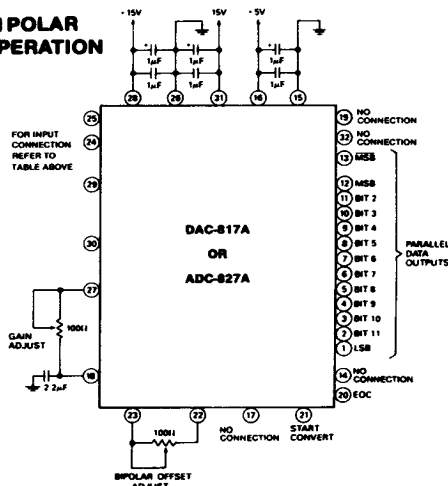 I POLAR
PERATION
+ 15V
15V
+ 5V
1µF
1µF
1µF
1µF
1µF
1µF
28
26
31
16
15
25
24
29
30
27
18
FOR INPUT
CONNECTION
REFER TO
TABLE ABOVE
DAC-817A
OR
ADC-827A
GAIN
ADJUST
100Ω
2 2µF
19 NO
CONNECTION
32 NO
CONNECTION
13 MSB
12 MSB
11 BIT 2
10 BIT 3
9 BIT 4
8 BIT 5
7 BIT 6
6 BIT 7
5 BIT 8
4 BIT 9
3 BIT 10
2 BIT 11
1 LSB
PARALLEL
DATA
OUTPUTS
14 NO
CONNECTION
20 EOC
23
22
17
21
100Ω
NO
CONNECTION
START
CONVERT
BIPOLAR OFFSET
ADJUST